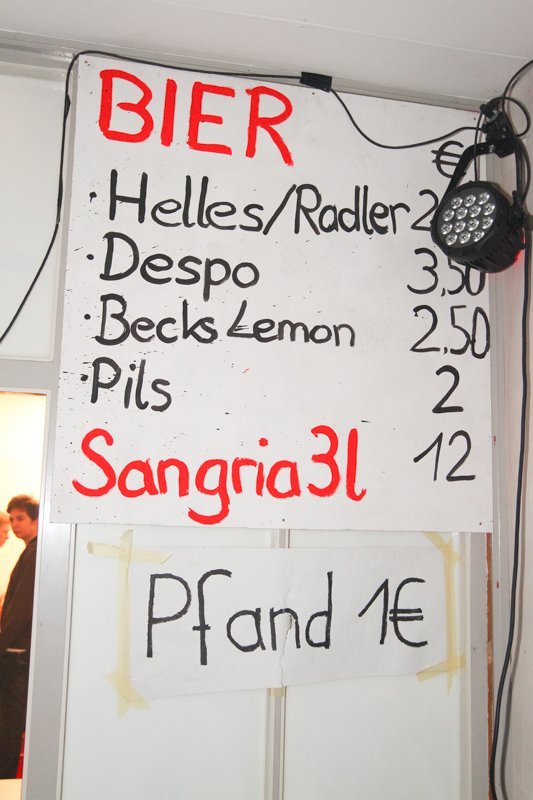 BIER €
· Helles/Radler 2
· Despo 3,50
· Becks Lemon 2.50
· Pils 2
Sangria 3l 12
Pfand 1€